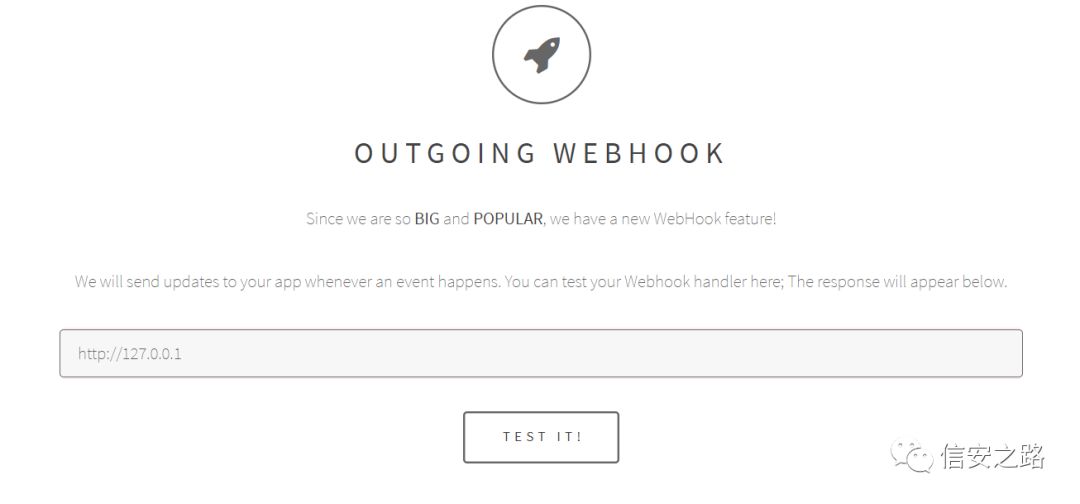 OUTGOING WEBHOOK
Since we are so BIG and POPULAR, we have a new WebHook feature!
We will send updates to your app whenever an event happens. You can test your Webhook handler here; The response will appear below.
http://127.0.0.1
TEST IT!
信安之路